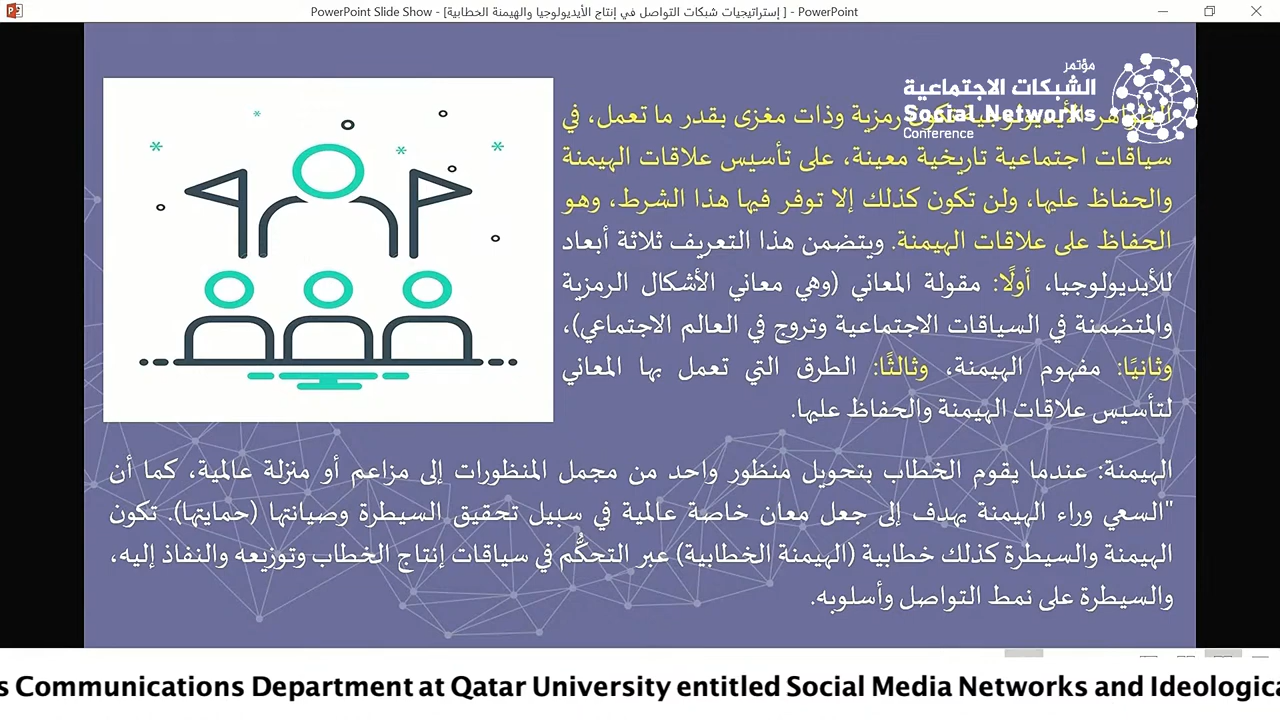 PowerPoint Slide Show - [إستراتيجيات شبكات التواصل في إنتاج الأيديولوجيا والهيمنة الخطابية ] - PowerPoint
مؤتمر
الشبكات الاجتماعية
Social Networks
Conference
رمزية وذات مغزى بقدر ما تعمل، في
سياقات اجتماعية تاريخية معينة، على تأسيس علاقات الهيمنة
والحفاظ عليها، ولن تكون كذلك إلا توفر فيها هذا الشرط، وهو
الحفاظ على علاقات الهيمنة. ويتضمن هذا التعريف ثلاثة أبعاد
للأيديولوجيا، أولًا: مقولة المعاني (وهي معاني الأشكال الرمزية
والمتضمنة في السياقات الاجتماعية وتروج في العالم الاجتماعي)،
وثانيًا: مفهوم الهيمنة، وثالثًا: الطرق التي تعمل بها المعاني
لتأسيس علاقات الهيمنة والحفاظ عليها.
الهيمنة: عندما يقوم الخطاب بتحويل منظور واحد من مجمل المنظورات إلى مزاعم أو منزلة عالمية، كما أن
"السعي وراء الهيمنة يهدف إلى جعل معان خاصة عالمية في سبيل تحقيق السيطرة وصيانتها (حمايتها). تكون
الهيمنة والسيطرة كذلك خطابية (الهيمنة الخطابية) عبر التحكُّم في سياقات إنتاج الخطاب وتوزيعه والنفاذ إليه،
والسيطرة على نمط التواصل وأسلوبه.
s Communications Department at Qatar University entitled Social Media Networks and Ideologica